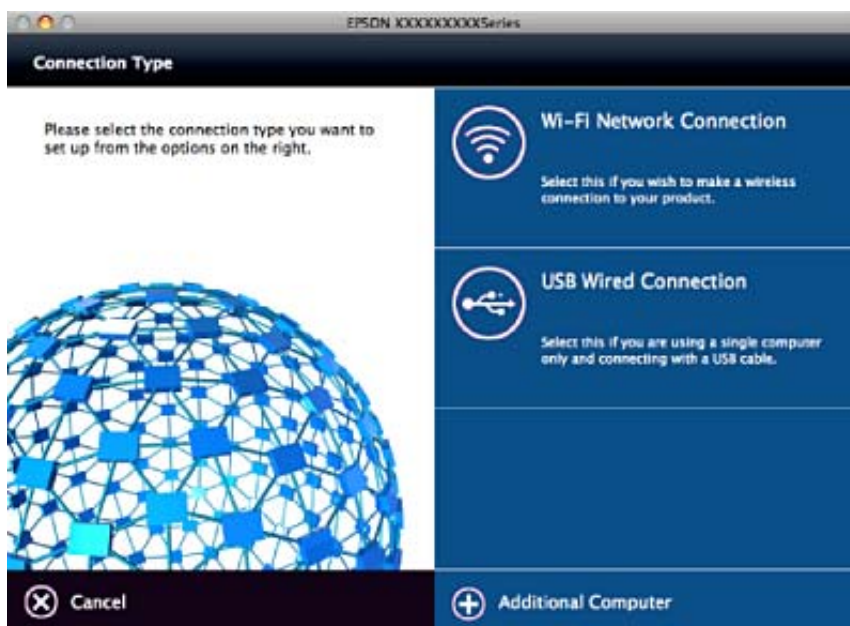 EPSON XXXXXXXXXSeries
Connection Type
Please select the connection type you want to
set up from the options on the right.
Wi-Fi Network Connection
Select this if you wish to make a wireless
connection to your product.
USB Wired Connection
Select this if you are using a single computer
only and connecting with a USB cable.
Cancel
Additional Computer